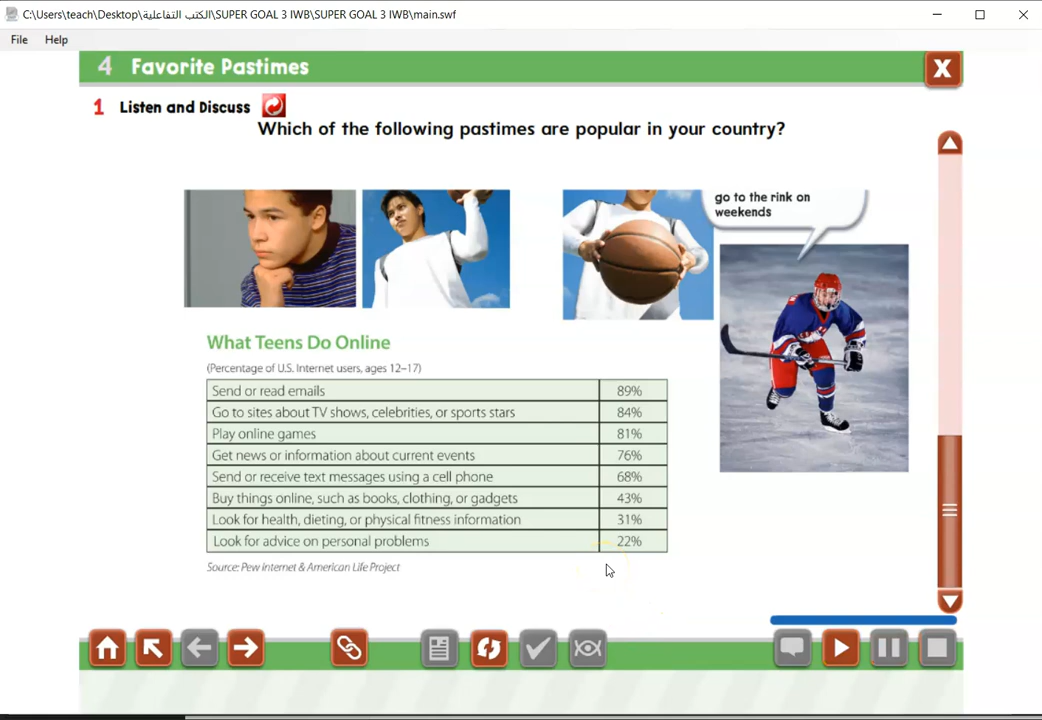 C:\Users\teach\Desktop\الكتب التفاعلية\SUPER GOAL 3 IWB\SUPER GOAL 3 IWB\main.swf
File Help
4 Favorite Pastimes
X
1 Listen and Discuss
Which of the following pastimes are popular in your country?
go to the rink on
weekends
What Teens Do Online
(Percentage of U.S. Internet users, ages 12–17)
Send or read emails 89%
Go to sites about TV shows, celebrities, or sports stars 84%
Play online games 81%
Get news or information about current events 76%
Send or receive text messages using a cell phone 68%
Buy things online, such as books, clothing, or gadgets 43%
Look for health, dieting, or physical fitness information 31%
Look for advice on personal problems 22%
Source: Pew Internet & American Life Project